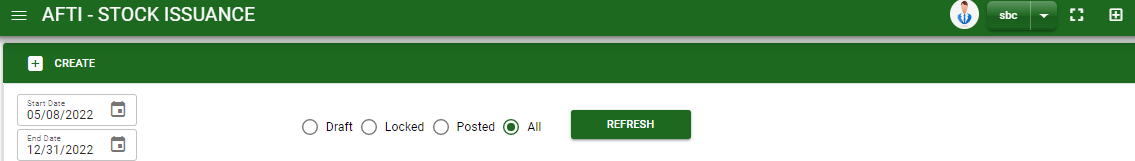 AFTI - STOCK ISSUANCE
sbc
CREATE
Start Date
05/08/2022
End Date
12/31/2022
Draft Locked Posted All
REFRESH